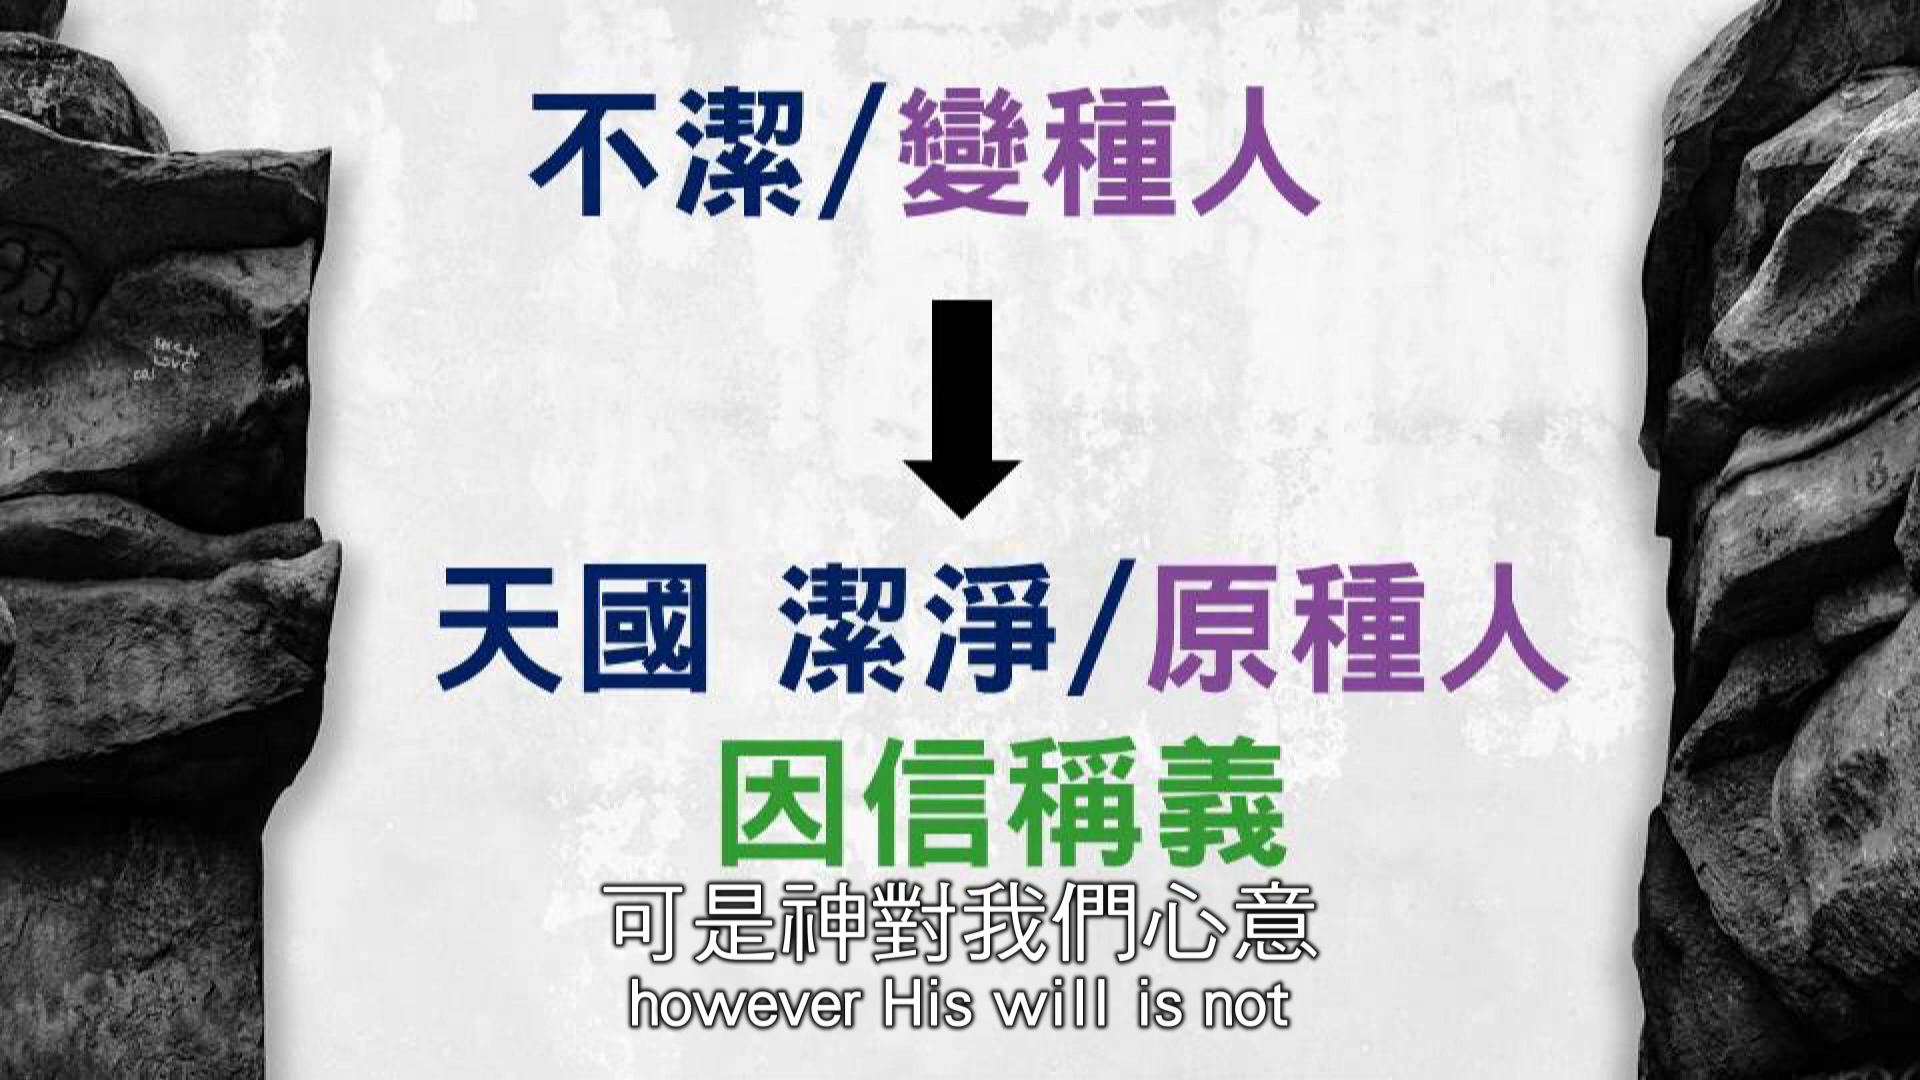 不潔/變種人
天國 潔淨/原種人
因信稱義
可是神對我們心意
however His will is not